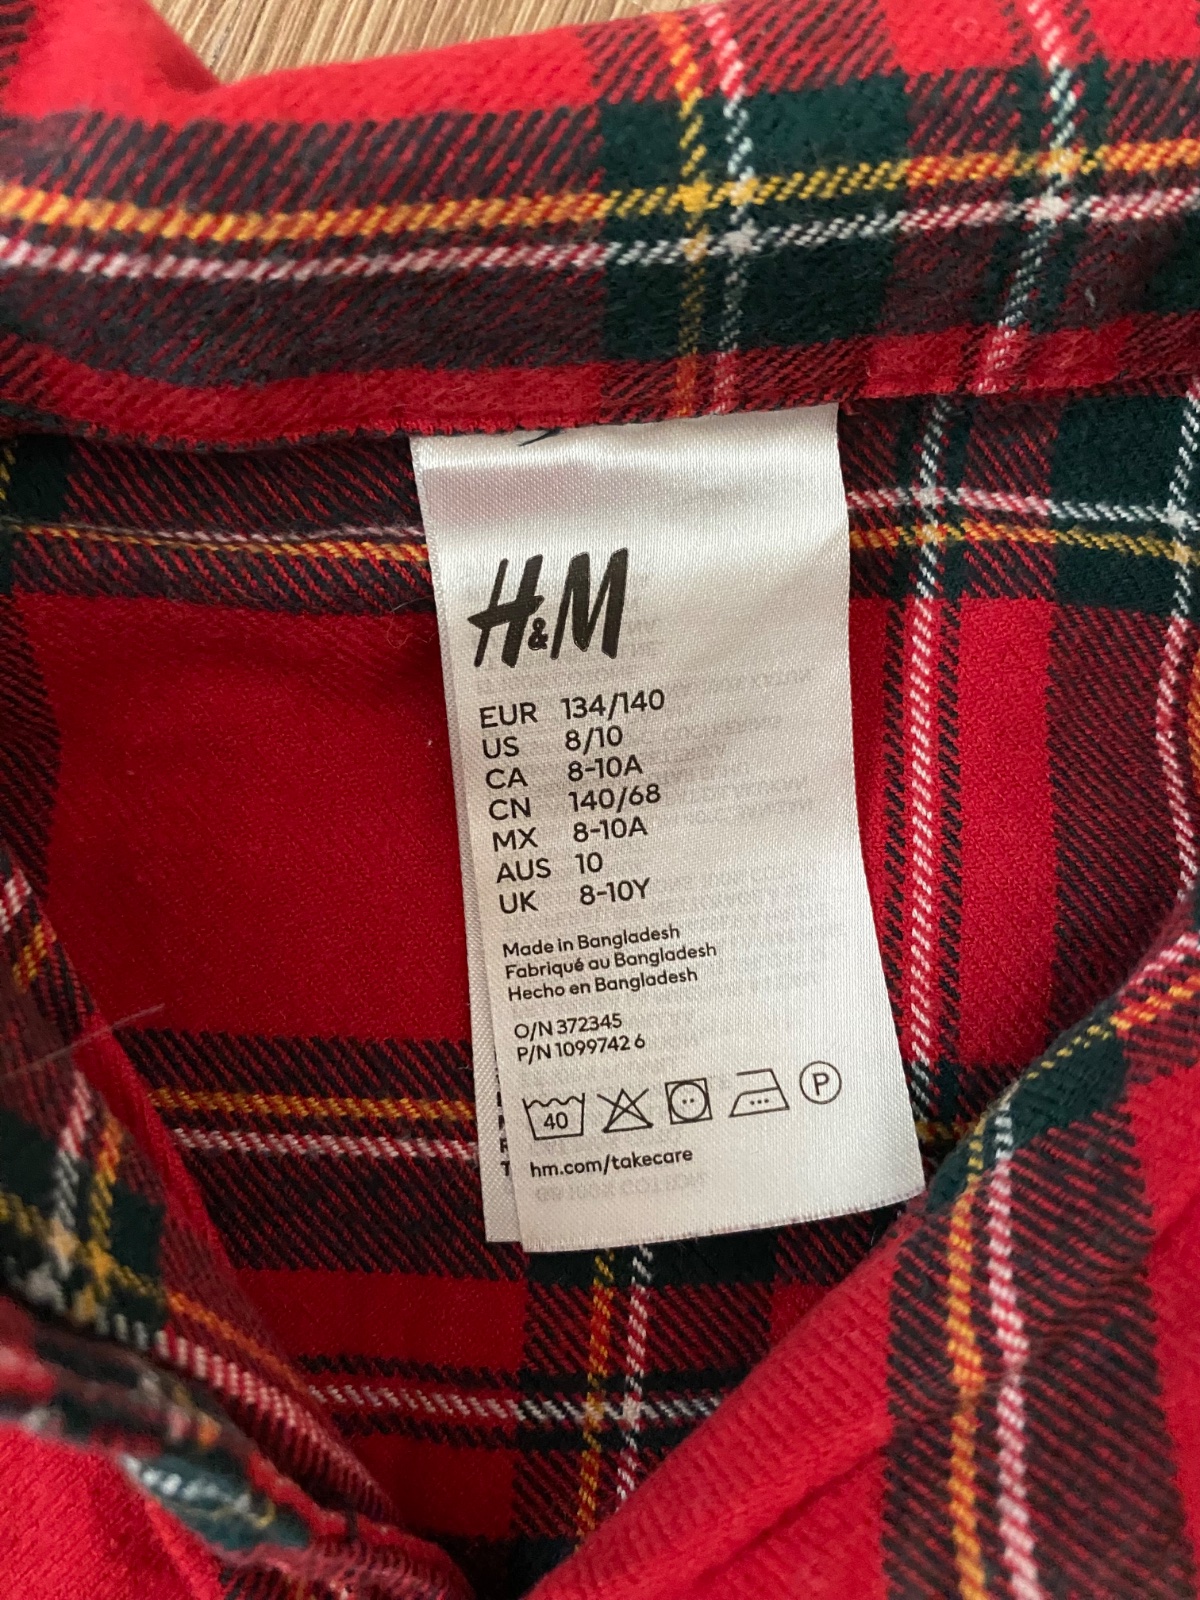 H&M
EUR 134/140
US 8/10
CA 8-10A
CN 140/68
MX 8-10A
AUS 10
UK 8-10Y
Made in Bangladesh
Fabriqué au Bangladesh
Hecho en Bangladesh
O/N 372345
P/N 1099742 6
40
P
hm.com/takecare